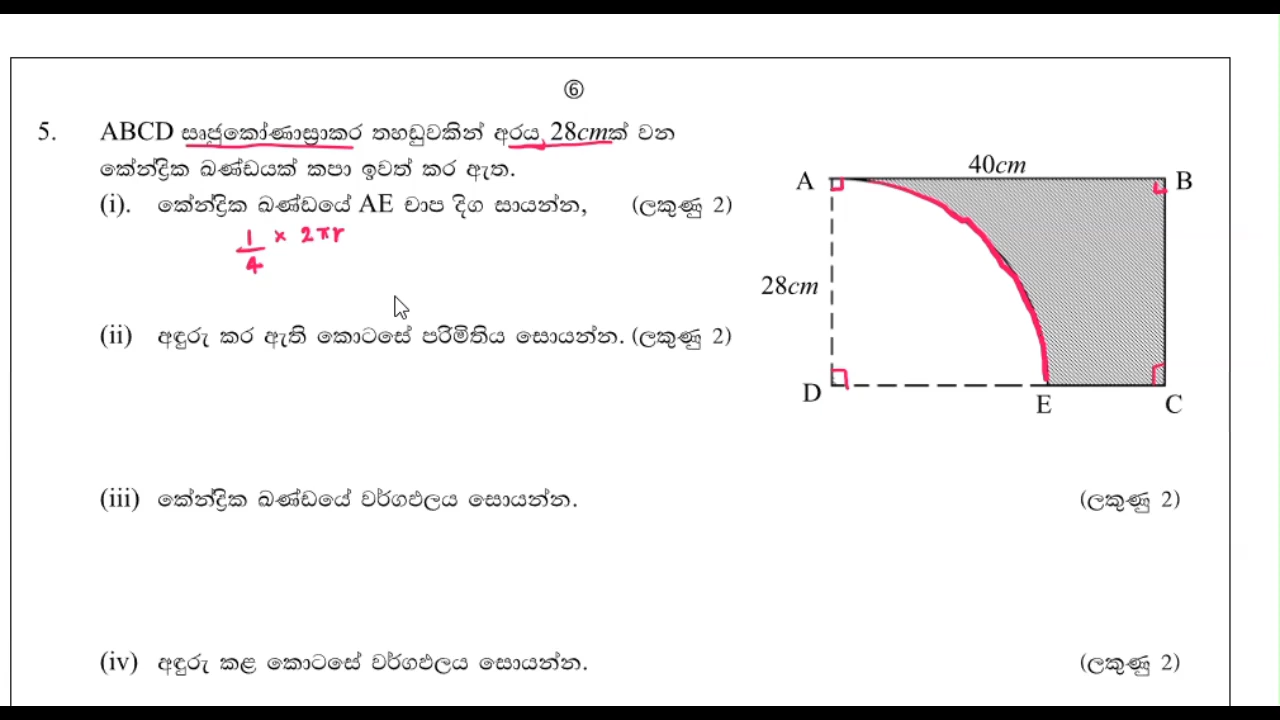 ⑥
5. ABCD සෘජුකෝණාස්‍රාකර තහඩුවකින් අරය 28cmක් වන
කේන්ද්‍රික ඛණ්ඩයක් කපා ඉවත් කර ඇත.
(i). කේන්ද්‍රික ඛණ්ඩයේ AE චාප දිග සායන්න, (ලකුණු 2)
1/4 × 2πr
(ii) අඳුරු කර ඇති කොටසේ පරිමිතිය සොයන්න. (ලකුණු 2)
(iii) කේන්ද්‍රික ඛණ්ඩයේ වර්ගඵලය සොයන්න. (ලකුණු 2)
(iv) අඳුරු කළ කොටසේ වර්ගඵලය සොයන්න. (ලකුණු 2)
40cm
A B
28cm
D E C